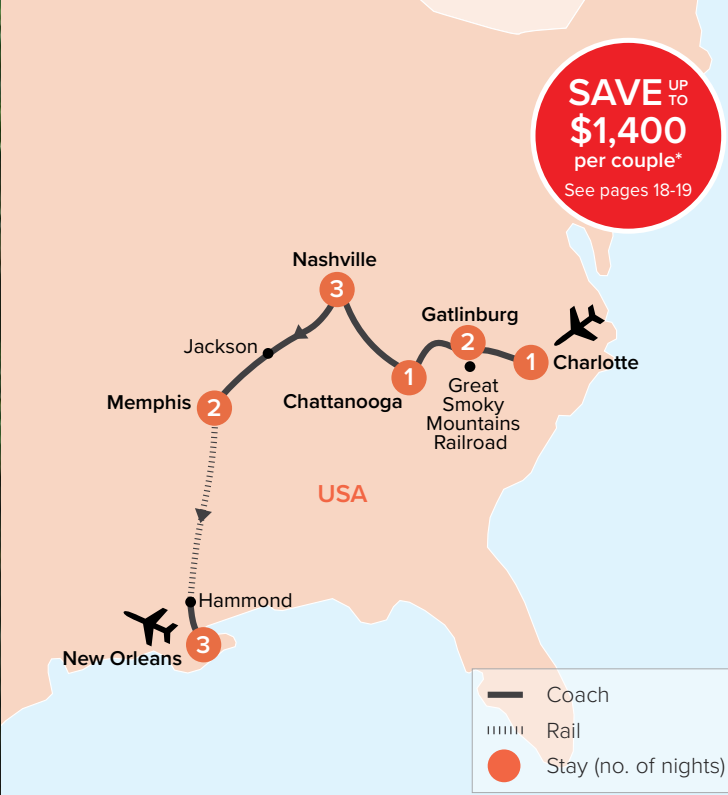 SAVE UP TO
$1,400
per couple*
See pages 18-19
Nashville
3
Gatlinburg
2
Jackson
1
Charlotte
Great
Smoky
Mountains
Railroad
1
Chattanooga
Memphis
2
USA
Hammond
New Orleans
3
Coach
Rail
Stay (no. of nights)